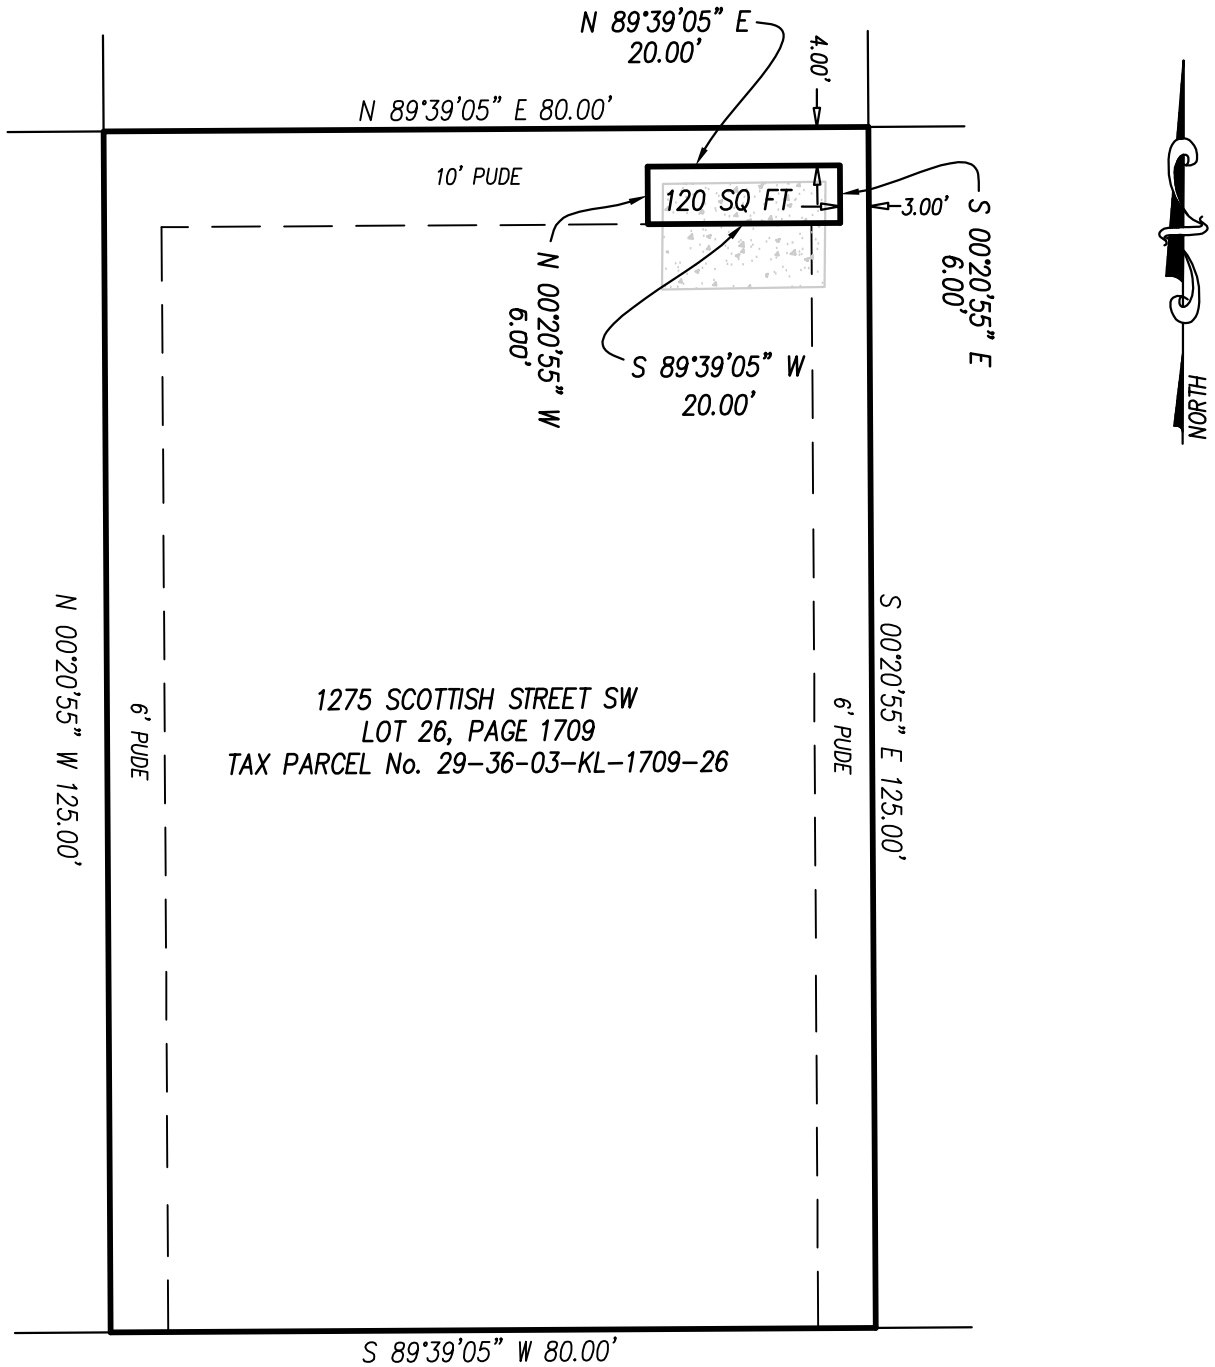 N 89°39'05" E
20.00'
4.00'
N 89°39'05" E 80.00'
10' PUDE
120 SQ FT
3.00'
S 00°20'55" E
6.00'
N 00°20'55" W
6.00'
S 89°39'05" W
20.00'
NORTH
N 00°20'55" W 125.00'
6' PUDE
1275 SCOTTISH STREET SW
LOT 26, PAGE 1709
TAX PARCEL No. 29-36-03-KL-1709-26
6' PUDE
S 00°20'55" E 125.00'
S 89°39'05" W 80.00'